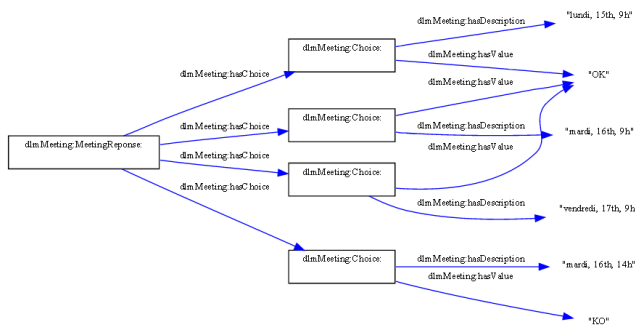 "lundi, 15th, 9h"
dlmMeeting:hasDescription
dlmMeeting:Choice:
dlmMeeting:hasValue
dlmMeeting:hasChoice
"OK"
dlmMeeting:hasValue
dlmMeeting:Choice:
dlmMeeting:hasChoice
dlmMeeting:hasDescription
"mardi, 16th, 9h"
dlmMeeting:MeetingReponse:
dlmMeeting:hasValue
dlmMeeting:hasChoice
dlmMeeting:Choice:
dlmMeeting:hasChoice
dlmMeeting:hasDescription
"vendredi, 17th, 9h
dlmMeeting:Choice:
dlmMeeting:hasDescription
"mardi, 16th, 14h"
dlmMeeting:hasValue
"KO"